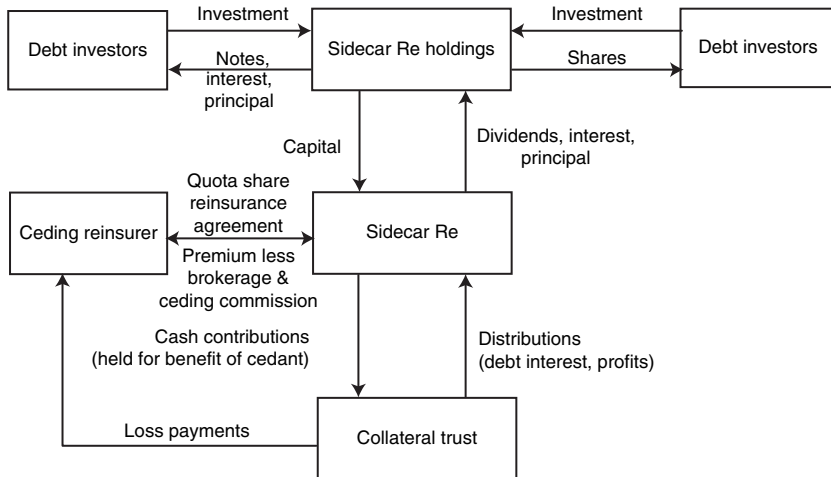 Investment
Investment
Debt investors
Sidecar Re holdings
Debt investors
Notes,
interest,
principal
Shares
Capital
Dividends, interest,
principal
Quota share
reinsurance
agreement
Ceding reinsurer
Sidecar Re
Premium less
brokerage &
ceding commission
Cash contributions
(held for benefit of cedant)
Distributions
(debt interest, profits)
Loss payments
Collateral trust